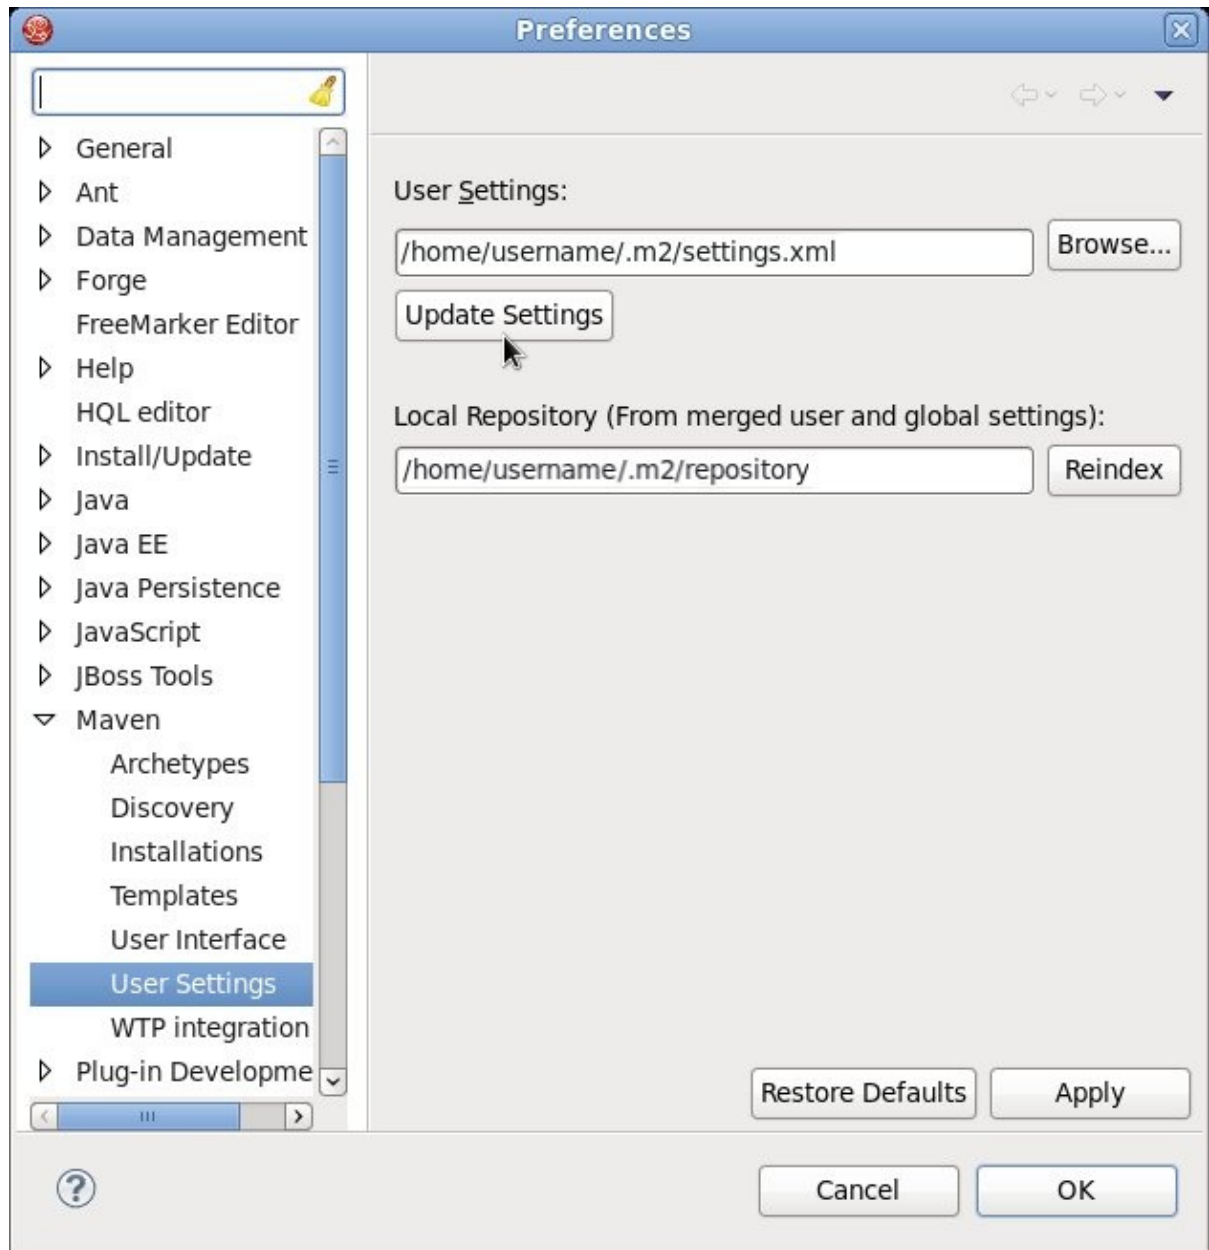 Preferences
General
Ant
Data Management
Forge
FreeMarker Editor
Help
HQL editor
Install/Update
Java
Java EE
Java Persistence
JavaScript
JBoss Tools
Maven
Archetypes
Discovery
Installations
Templates
User Interface
User Settings
WTP integration
Plug-in Developme
User Settings:
/home/username/.m2/settings.xml
Browse...
Update Settings
Local Repository (From merged user and global settings):
/home/username/.m2/repository
Reindex
Restore Defaults
Apply
?
Cancel
OK